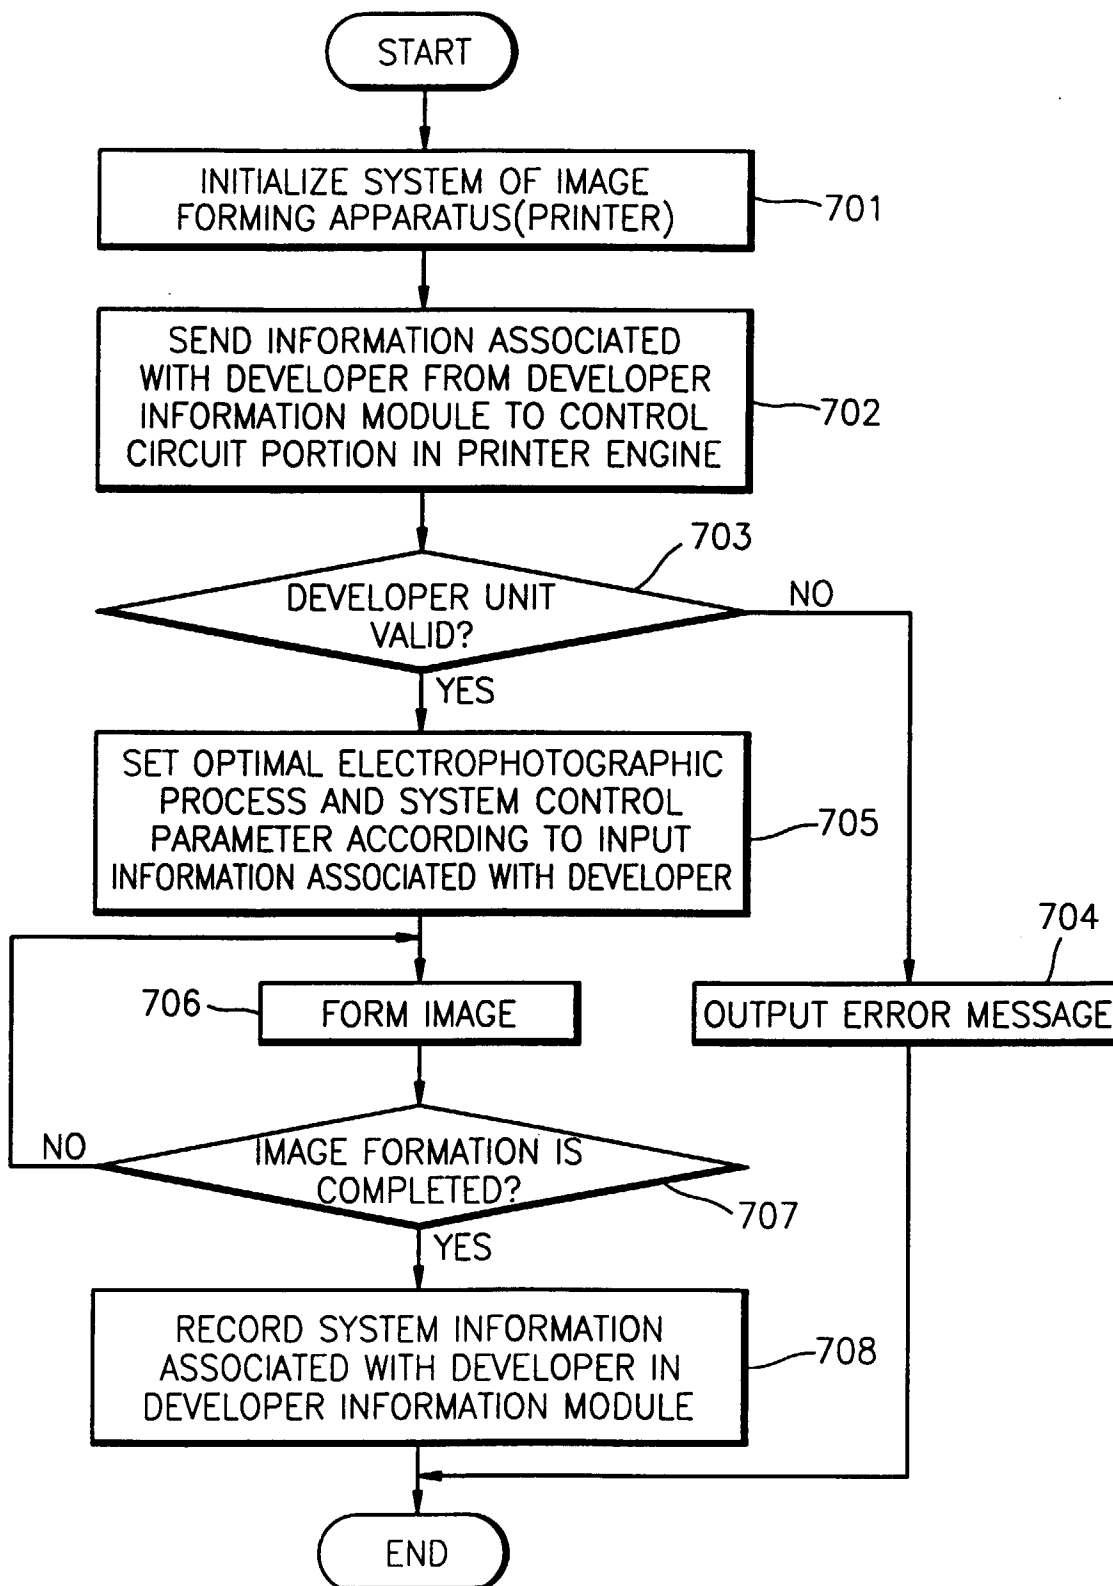 START
INITIALIZE SYSTEM OF IMAGE
FORMING APPARATUS(PRINTER)
701
SEND INFORMATION ASSOCIATED
WITH DEVELOPER FROM DEVELOPER
INFORMATION MODULE TO CONTROL
CIRCUIT PORTION IN PRINTER ENGINE
702
703
DEVELOPER UNIT
VALID?
NO
YES
SET OPTIMAL ELECTROPHOTOGRAPHIC
PROCESS AND SYSTEM CONTROL
PARAMETER ACCORDING TO INPUT
INFORMATION ASSOCIATED WITH DEVELOPER
705
704
706
FORM IMAGE
OUTPUT ERROR MESSAGE
NO
IMAGE FORMATION IS
COMPLETED?
707
YES
RECORD SYSTEM INFORMATION
ASSOCIATED WITH DEVELOPER IN
DEVELOPER INFORMATION MODULE
708
END